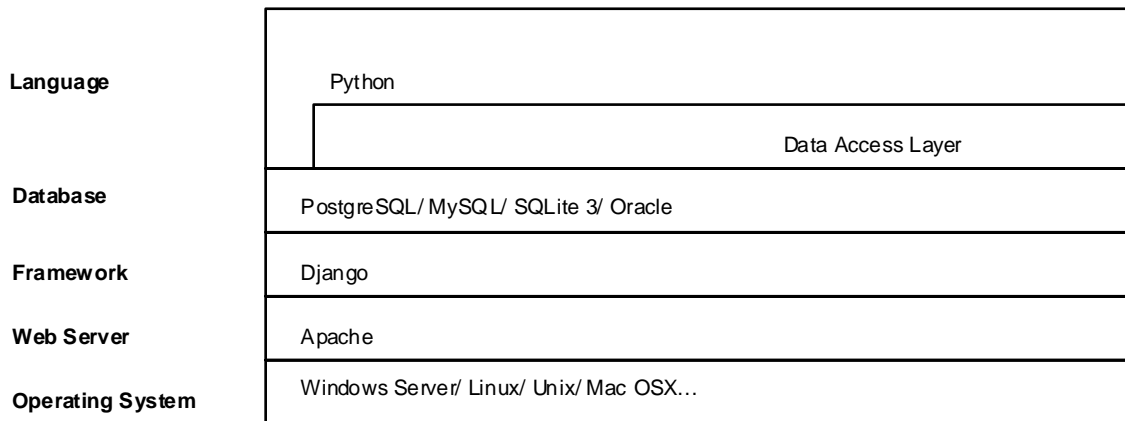 Language Python
Data Access Layer
Database PostgreSQL/ MySQL/ SQLite 3/ Oracle
Framework Django
Web Server Apache
Operating System Windows Server/ Linux/ Unix/ Mac OSX…